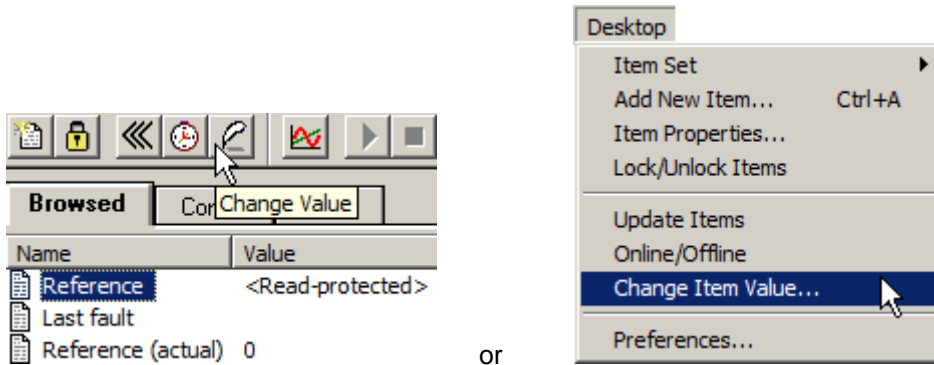 Browsed
Cor
Change Value
Name Value
Reference <Read-protected>
Last fault
Reference (actual) 0
or
Desktop
Item Set
Add New Item... Ctrl+A
Item Properties...
Lock/Unlock Items
Update Items
Online/Offline
Change Item Value...
Preferences...